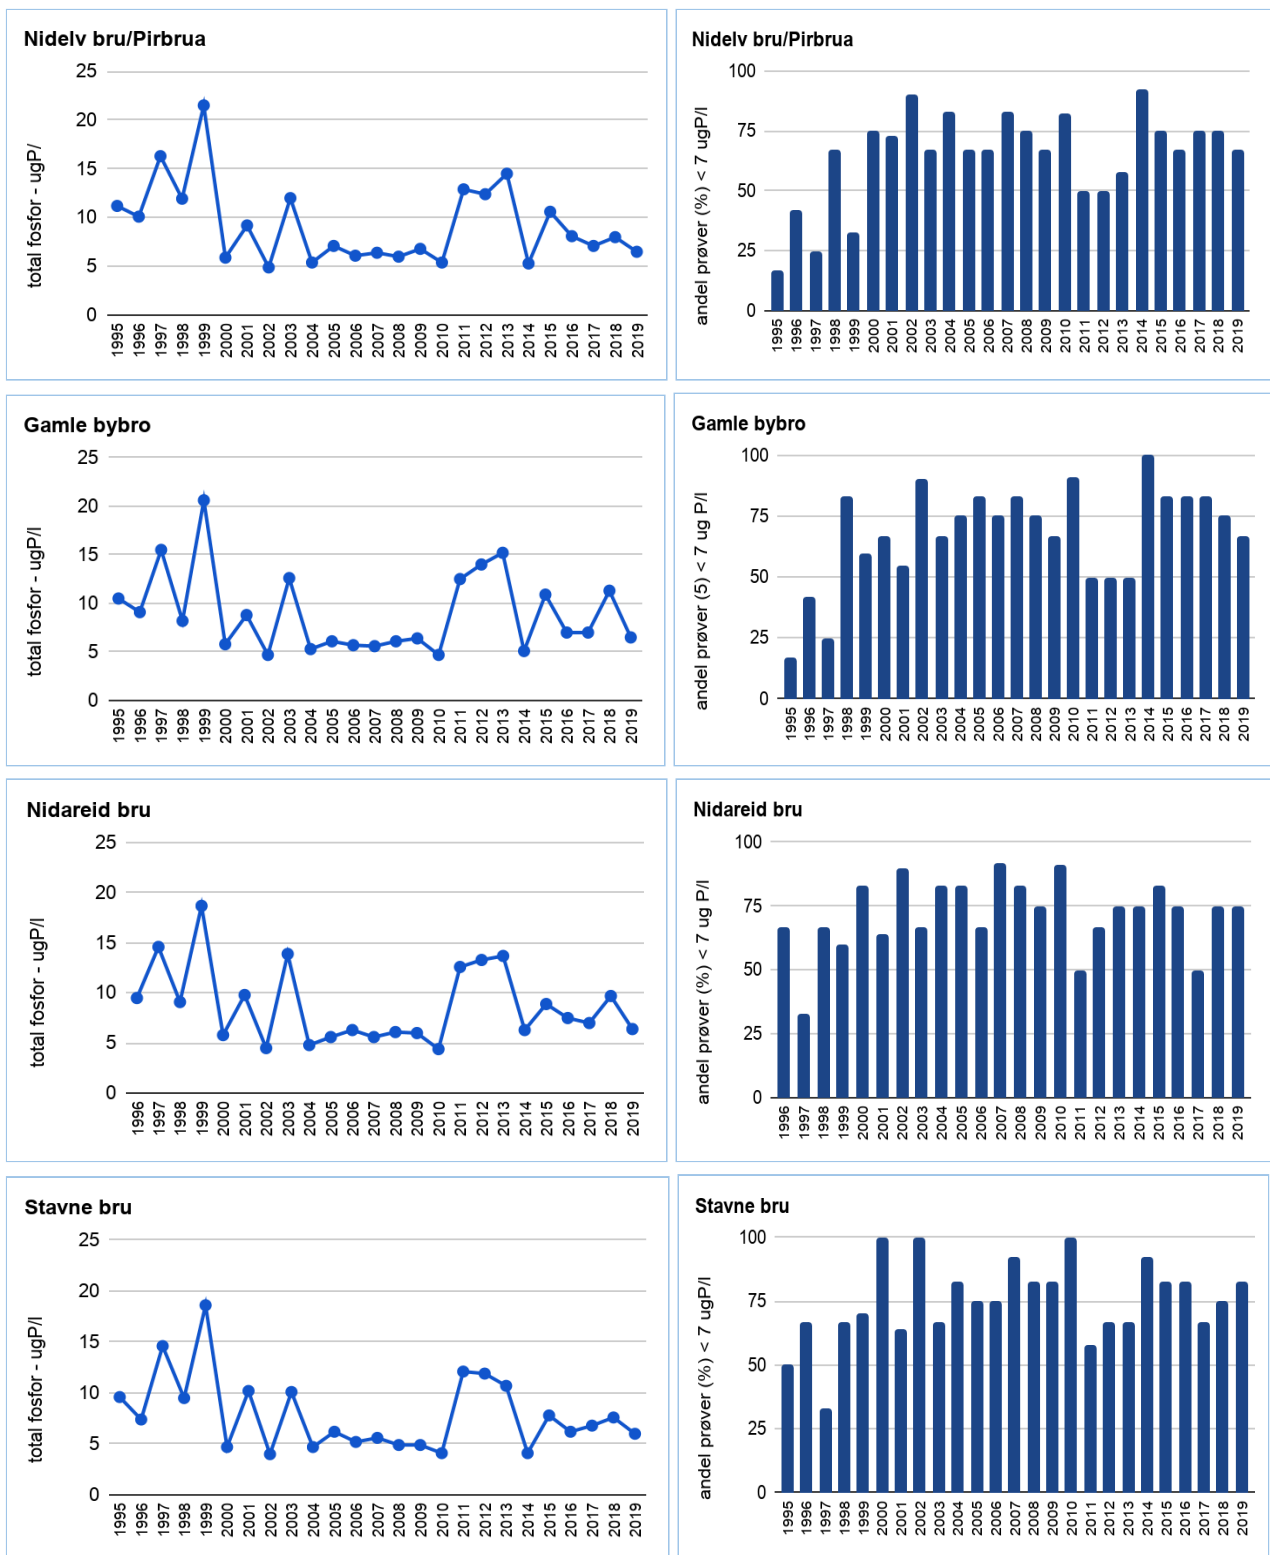 Nidelv bru/Pirbrua
total fosfor - ugP/
25
20
15
10
5
0
1995 1996 1997 1998 1999 2000 2001 2002 2003 2004 2005 2006 2007 2008 2009 2010 2011 2012 2013 2014 2015 2016 2017 2018 2019
Nidelv bru/Pirbrua
andel prøver (%) < 7 ugP/l
100
75
50
25
0
1995 1996 1997 1998 1999 2000 2001 2002 2003 2004 2005 2006 2007 2008 2009 2010 2011 2012 2013 2014 2015 2016 2017 2018 2019
Gamle bybro
total fosfor - ugP/l
25
20
15
10
5
0
1995 1996 1997 1998 1999 2000 2001 2002 2003 2004 2005 2006 2007 2008 2009 2010 2011 2012 2013 2014 2015 2016 2017 2018 2019
Gamle bybro
andel prøver (5) < 7 ug P/l
100
75
50
25
0
1995 1996 1997 1998 1999 2000 2001 2002 2003 2004 2005 2006 2007 2008 2009 2010 2011 2012 2013 2014 2015 2016 2017 2018 2019
Nidareid bru
total fosfor - ugP/l
25
20
15
10
5
0
1996 1997 1998 1999 2000 2001 2002 2003 2004 2005 2006 2007 2008 2009 2010 2011 2012 2013 2014 2015 2016 2017 2018 2019
Nidareid bru
andel prøver (%) < 7 ug P/l
100
75
50
25
0
1996 1997 1998 1999 2000 2001 2002 2003 2004 2005 2006 2007 2008 2009 2010 2011 2012 2013 2014 2015 2016 2017 2018 2019
Stavne bru
total fosfor - ugP/l
25
20
15
10
5
0
1995 1996 1997 1998 1999 2000 2001 2002 2003 2004 2005 2006 2007 2008 2009 2010 2011 2012 2013 2014 2015 2016 2017 2018 2019
Stavne bru
andel prøver (%) < 7 ugP/l
100
75
50
25
0
1995 1996 1997 1998 1999 2000 2001 2002 2003 2004 2005 2006 2007 2008 2009 2010 2011 2012 2013 2014 2015 2016 2017 2018 2019